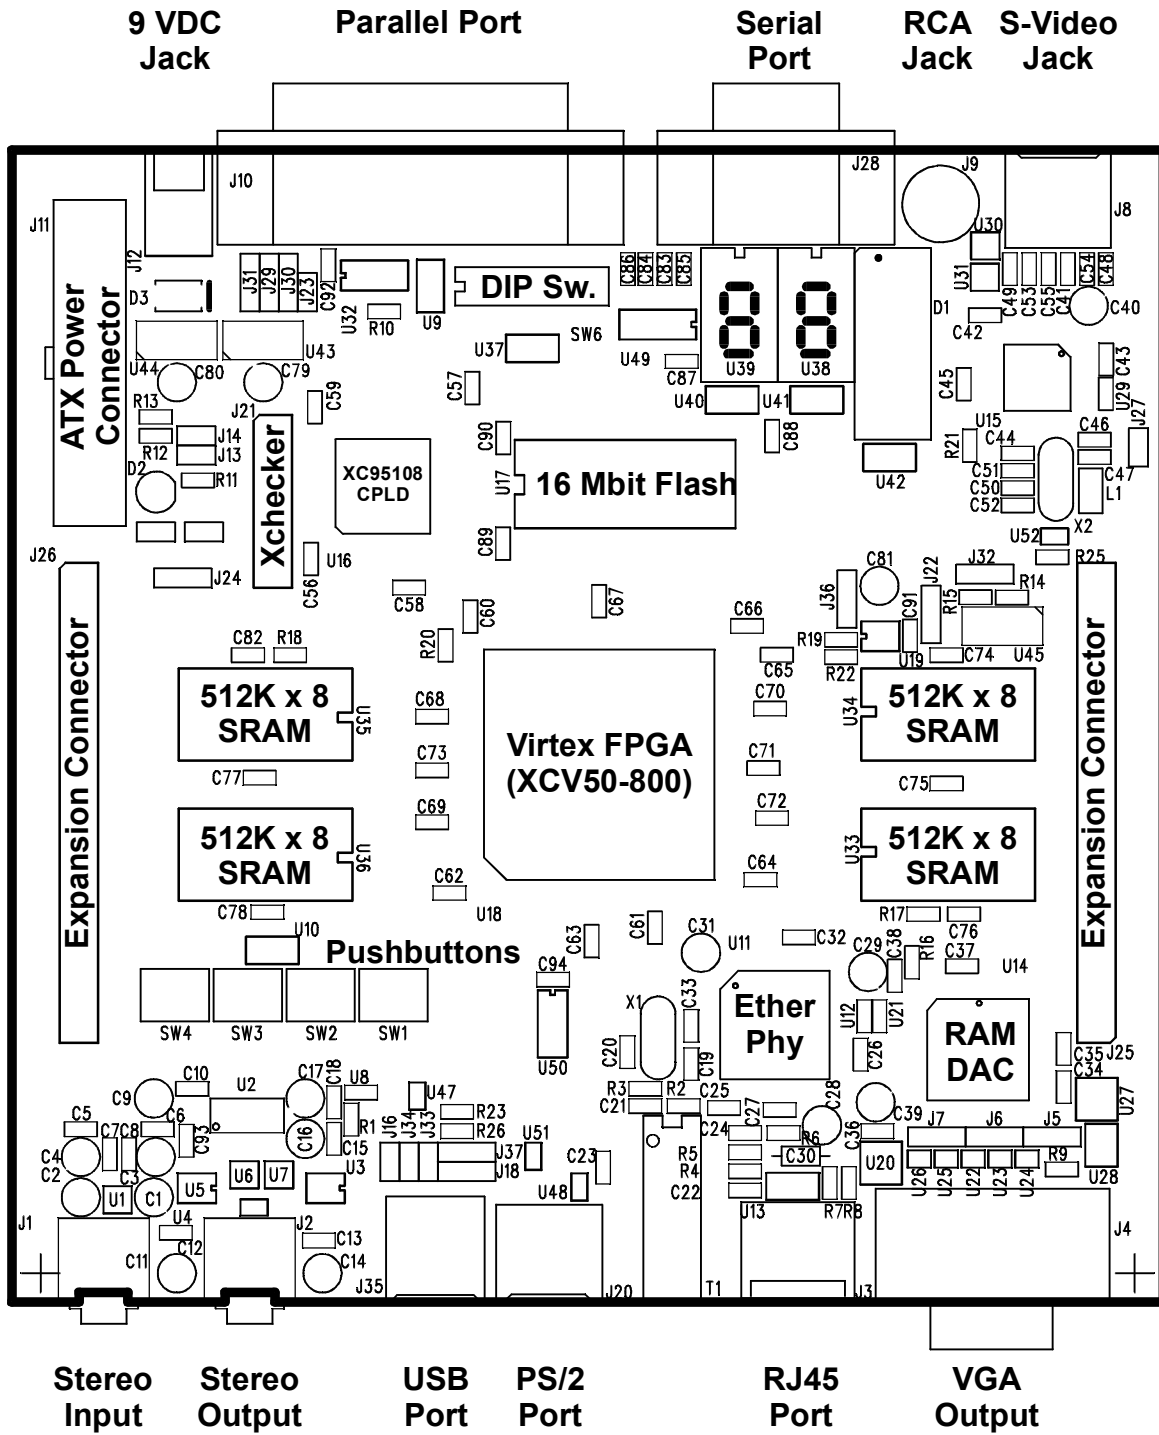 9 VDC
Jack
Parallel Port
Serial
Port
RCA
Jack
S-Video
Jack
J10
J28
J9
J11
J8
U30
J12
J31
J29
J30
J23
C92
C86
C84
C83
C85
U31
C49
C53
C55
C41
C54
C48
D3
U32
R10
U9
DIP Sw.
SW6
D1
C42
C40
U44
U43
U37
U49
C87
U39
U38
C80
C79
C59
C57
U40
U41
C45
C43
U29
J27
ATX Power
Connector
R13
J21
J14
R12
J13
D2
R11
Xchecker
XC95108
CPLD
C90
U17
16 Mbit Flash
C88
U42
R21
U15
C44
C51
C50
C52
C46
C47
L1
X2
U52
J26
J24
C56
U16
C89
C58
C60
C67
C81
J22
J32
R25
J36
C91
R15
R14
C66
R20
R19
R22
U19
C74
U45
C82
R18
C65
Expansion Connector
512K x 8
SRAM
U35
C68
Virtex FPGA
(XCV50-800)
C70
U34
512K x 8
SRAM
Expansion Connector
C77
C73
C71
C75
512K x 8
SRAM
U36
C69
C72
U33
512K x 8
SRAM
C62
C64
C78
U18
R17
C76
U10
Pushbuttons
C63
C61
C31
U11
C32
C29
C38
R16
C37
U14
C94
SW4
SW3
SW2
SW1
X1
C33
Ether
Phy
U12
U21
RAM
DAC
U50
C20
C19
C26
C35
J25
C34
C10
U2
C17
C18
U8
U47
R3
R2
C25
C28
C9
C5
C6
C7
C8
C93
C16
R1
C15
J16
J34
J33
R23
R26
U51
C21
C24
C27
R6
C36
C39
J7
J6
J5
U27
C4
C2
C3
U6
U7
U3
J37
J18
C23
R5
R4
C30
U20
R9
U1
C1
U5
U48
C22
U26
U25
U22
U23
U24
U28
J1
U4
J2
C13
U13
R7
R8
J4
C11
C12
C14
J35
J20
T1
J3
Stereo
Input
Stereo
Output
USB
Port
PS/2
Port
RJ45
Port
VGA
Output